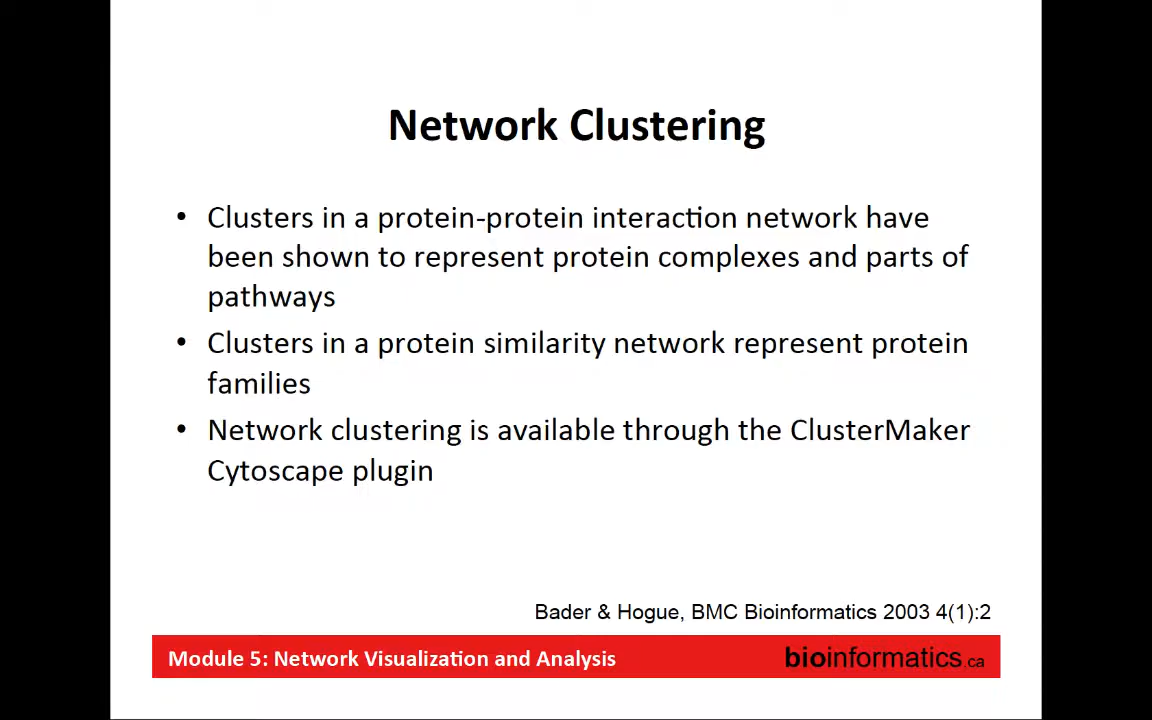 Network Clustering
• Clusters in a protein-protein interaction network have
been shown to represent protein complexes and parts of
pathways
• Clusters in a protein similarity network represent protein
families
• Network clustering is available through the ClusterMaker
Cytoscape plugin
Bader & Hogue, BMC Bioinformatics 2003 4(1):2
Module 5: Network Visualization and Analysis
bioinformatics.ca